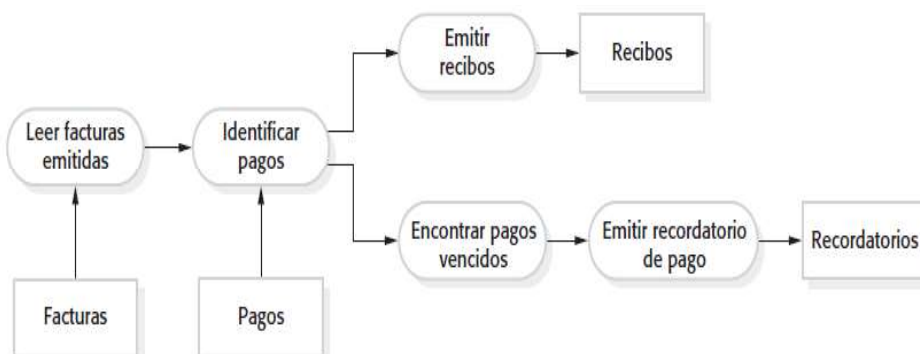 Emitir
recibos
Recibos
Leer facturas
emitidas
Identificar
pagos
Encontrar pagos
vencidos
Emitir recordatorio
de pago
Recordatorios
Facturas
Pagos